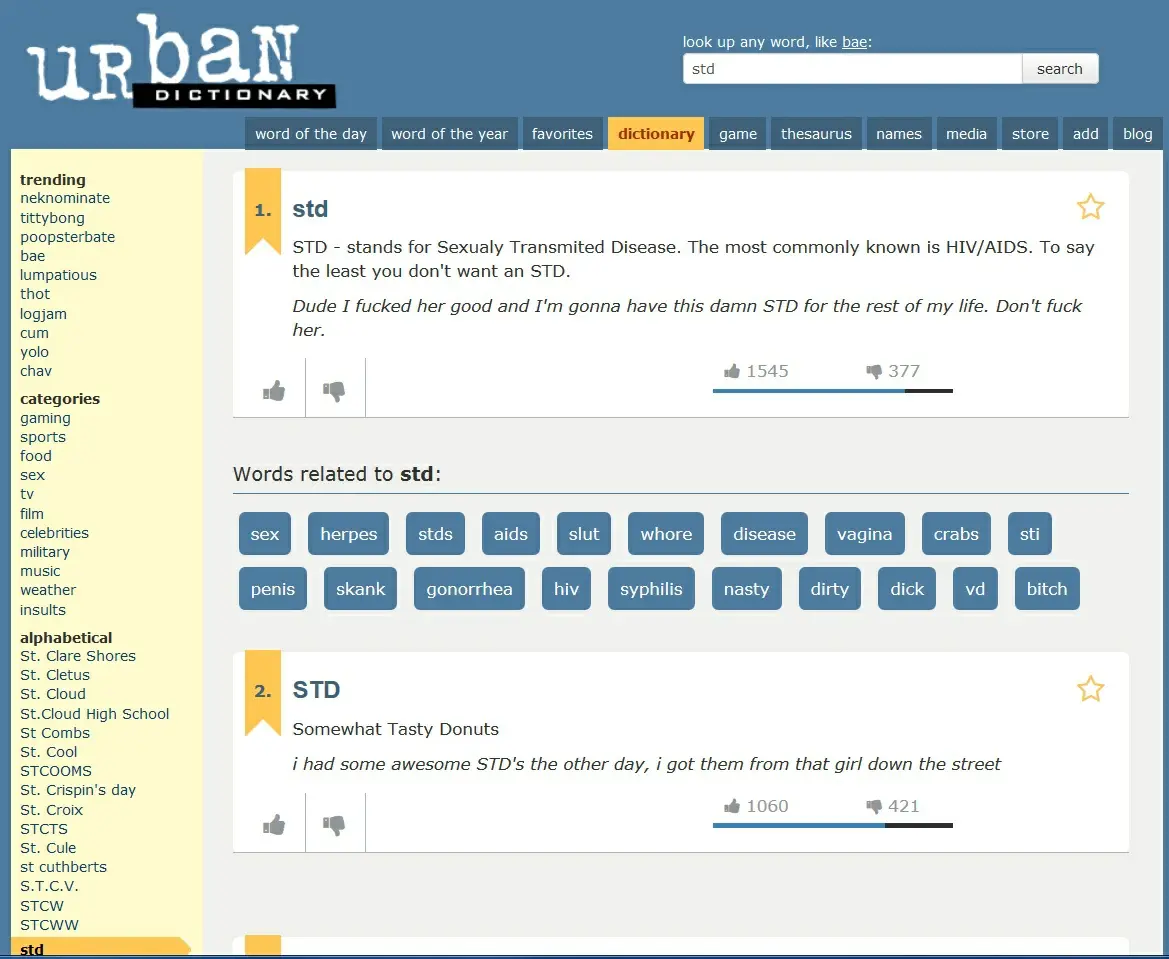 urban
DICTIONARY
look up any word, like bae:
std
search
word of the day
word of the year
favorites
dictionary
game
thesaurus
names
media
store
add
blog
trending
neknominate
tittybong
poopsterbate
bae
lumpatious
thot
logjam
cum
yolo
chav
categories
gaming
sports
food
sex
tv
film
celebrities
military
music
weather
insults
alphabetical
St. Clare Shores
St. Cletus
St. Cloud
St.Cloud High School
St Combs
St. Cool
STCOOMS
St. Crispin's day
St. Croix
STCTS
St. Cule
st cuthberts
S.T.C.V.
STCW
STCWW
std
1.
std
STD - stands for Sexualy Transmited Disease. The most commonly known is HIV/AIDS. To say
the least you don't want an STD.
Dude I fucked her good and I'm gonna have this damn STD for the rest of my life. Don't fuck
her.
1545
377
Words related to std:
sex
herpes
stds
aids
slut
whore
disease
vagina
crabs
sti
penis
skank
gonorrhea
hiv
syphilis
nasty
dirty
dick
vd
bitch
2.
STD
Somewhat Tasty Donuts
i had some awesome STD's the other day, i got them from that girl down the street
1060
421